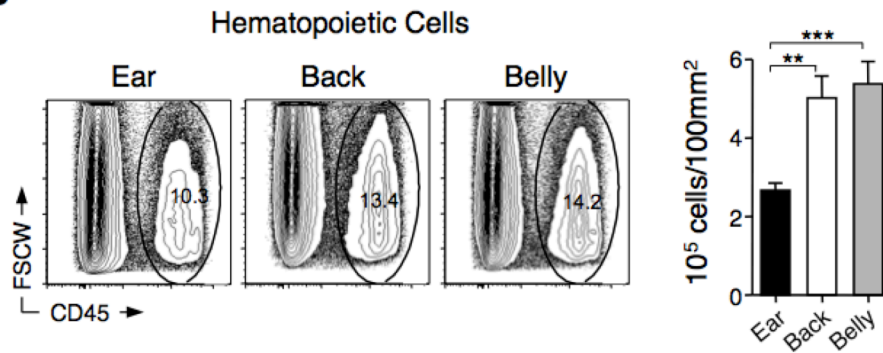 Hematopoietic Cells
Ear Back Belly
10.3 13.4 14.2
FSCW
CD45
***
**
10⁵ cells/100mm²
6
4
2
0
Ear Back Belly